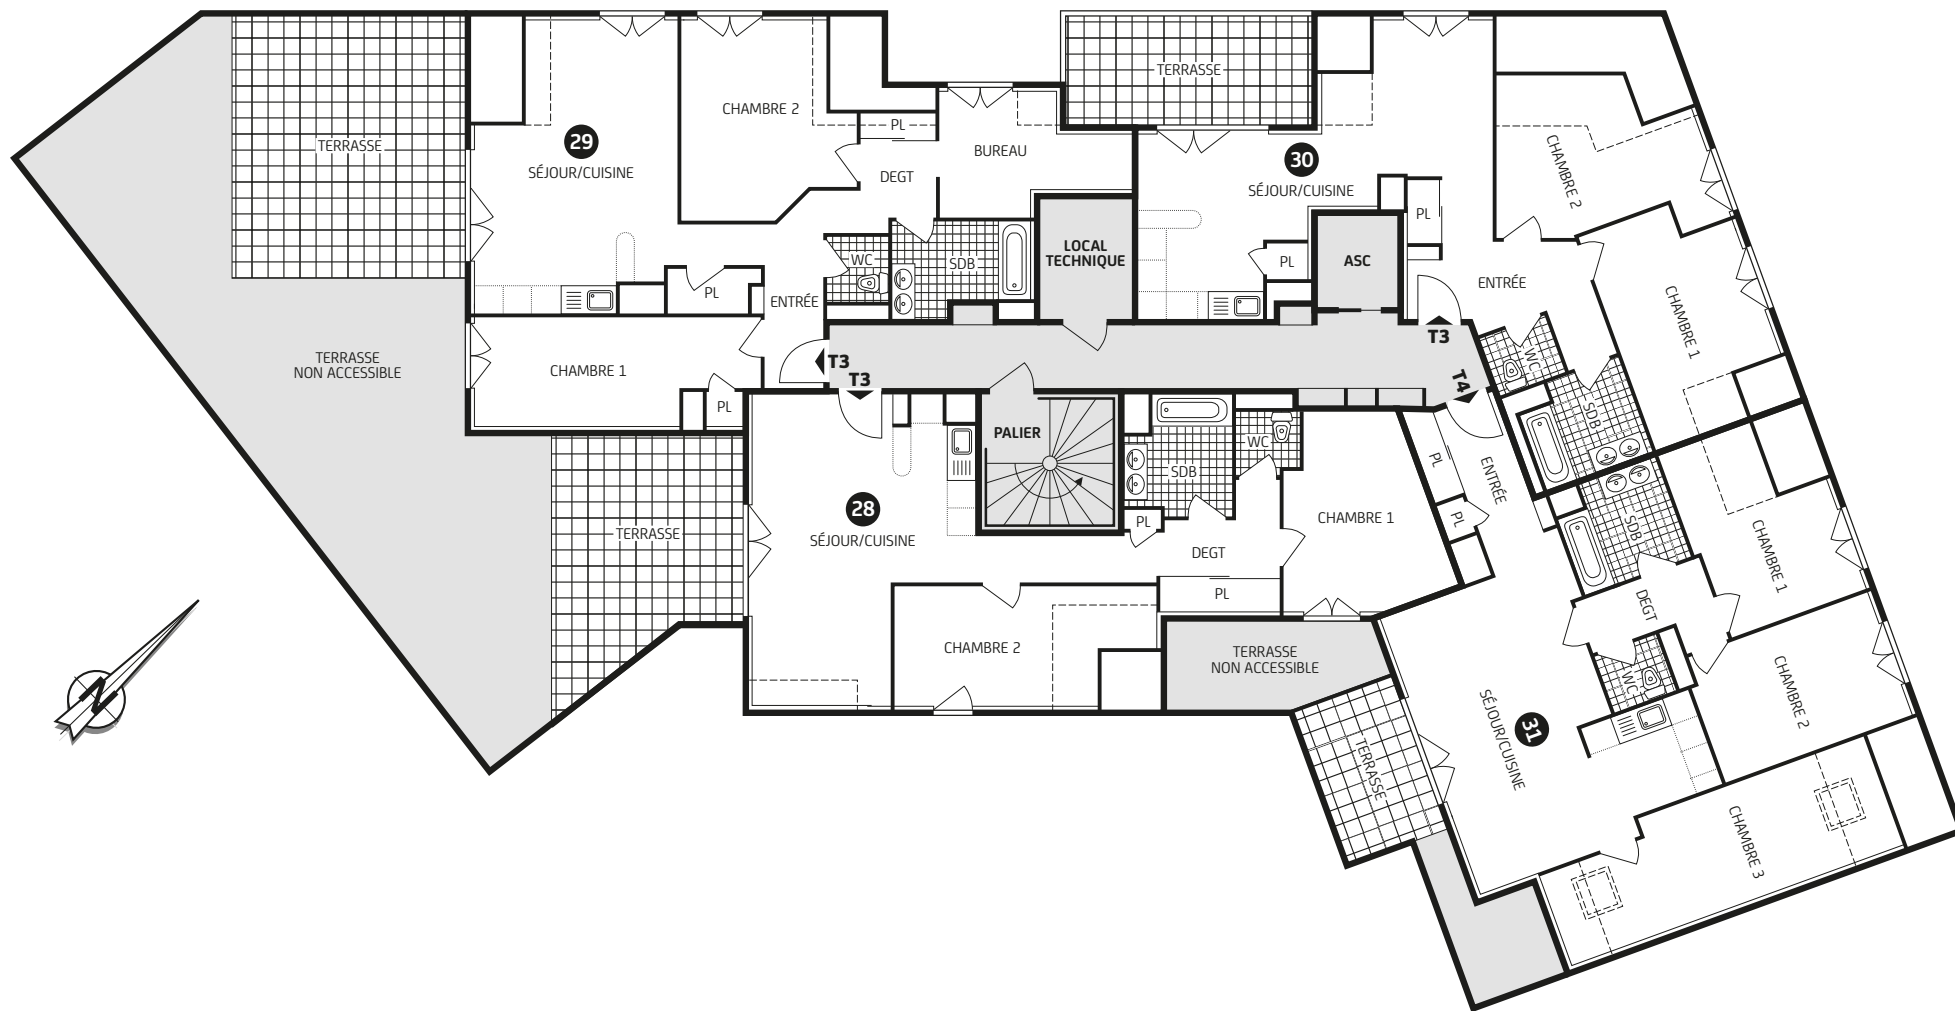 TERRASSE
29
SÉJOUR/CUISINE
CHAMBRE 2
PL
DEGT
BUREAU
WC
SDB
PL
ENTRÉE
CHAMBRE 1
PL
TERRASSE
NON ACCESSIBLE
TERRASSE
LOCAL
TECHNIQUE
TERRASSE
30
SÉJOUR/CUISINE
PL
ASC
PL
CHAMBRE 2
ENTRÉE
CHAMBRE 1
WC
SDB
T3
T3
T3
T4
PALIER
28
SÉJOUR/CUISINE
SDB
WC
PL
DEGT
CHAMBRE 1
PL
CHAMBRE 2
TERRASSE
NON ACCESSIBLE
PL
ENTRÉE
PL
SDB
CHAMBRE 1
DEGT
WC
CHAMBRE 2
31
SÉJOUR/CUISINE
TERRASSE
CHAMBRE 3
N